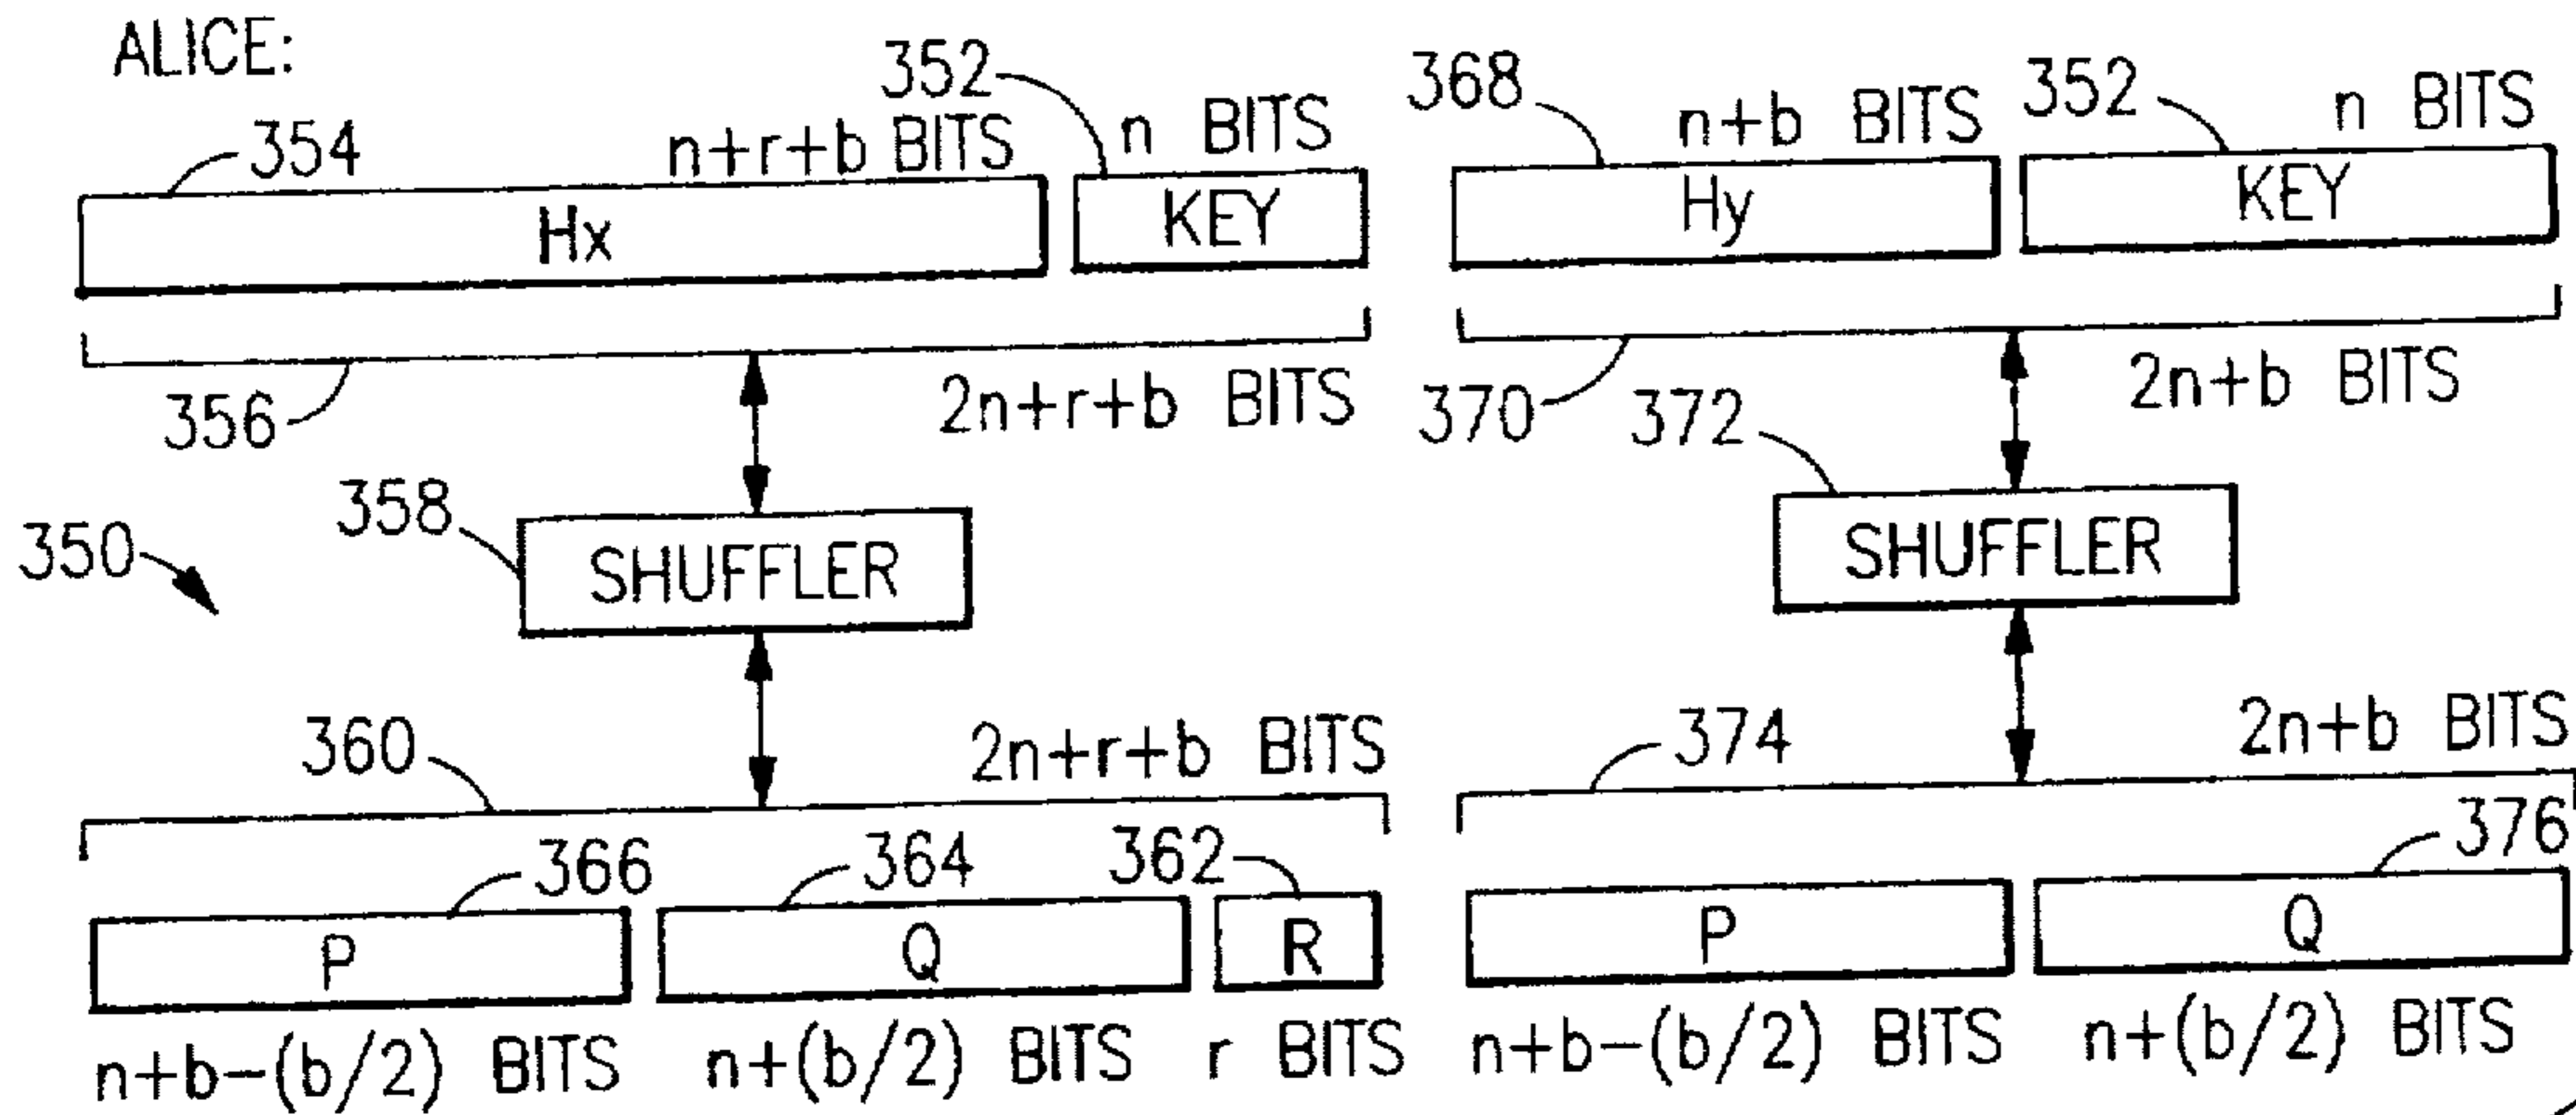 ALICE:
352
368
352
354
n+r+b BITS
n BITS
n+b BITS
n BITS
Hx
KEY
Hy
KEY
356
2n+r+b BITS
370
2n+b BITS
372
358
350
SHUFFLER
SHUFFLER
360
2n+r+b BITS
374
2n+b BITS
366
364
362
376
P
Q
R
P
Q
n+b-(b/2) BITS
n+(b/2) BITS
r BITS
n+b-(b/2) BITS
n+(b/2) BITS